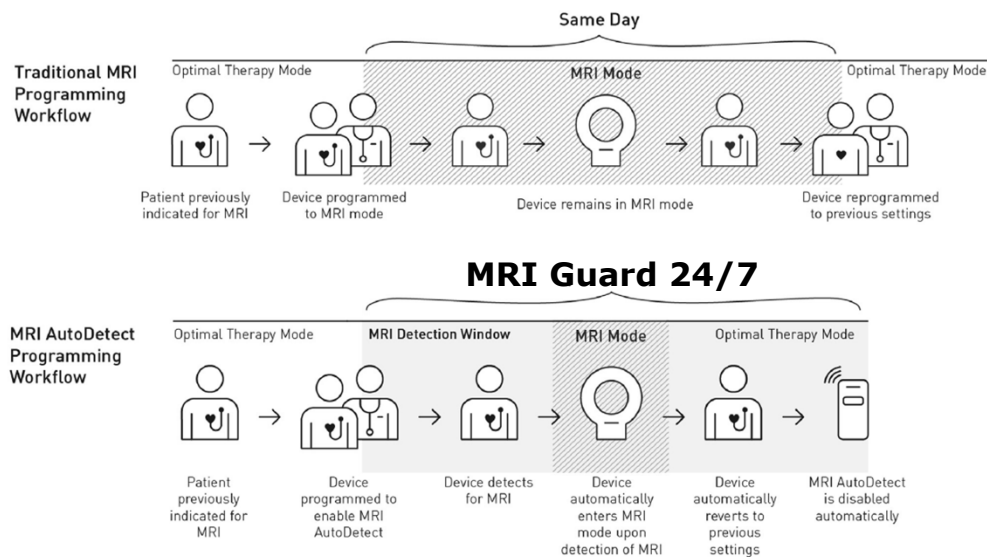 Same Day
Traditional MRI
Programming
Workflow
Optimal Therapy Mode
MRI Mode
Optimal Therapy Mode
Patient previously
indicated for MRI
Device programmed
to MRI mode
Device remains in MRI mode
Device reprogrammed
to previous settings
MRI Guard 24/7
MRI AutoDetect
Programming
Workflow
Optimal Therapy Mode
MRI Detection Window
MRI Mode
Optimal Therapy Mode
Patient
previously
indicated for
MRI
Device
programmed to
enable MRI
AutoDetect
Device detects
for MRI
Device
automatically
enters MRI
mode upon
detection of MRI
Device
automatically
reverts to
previous
settings
MRI AutoDetect
is disabled
automatically